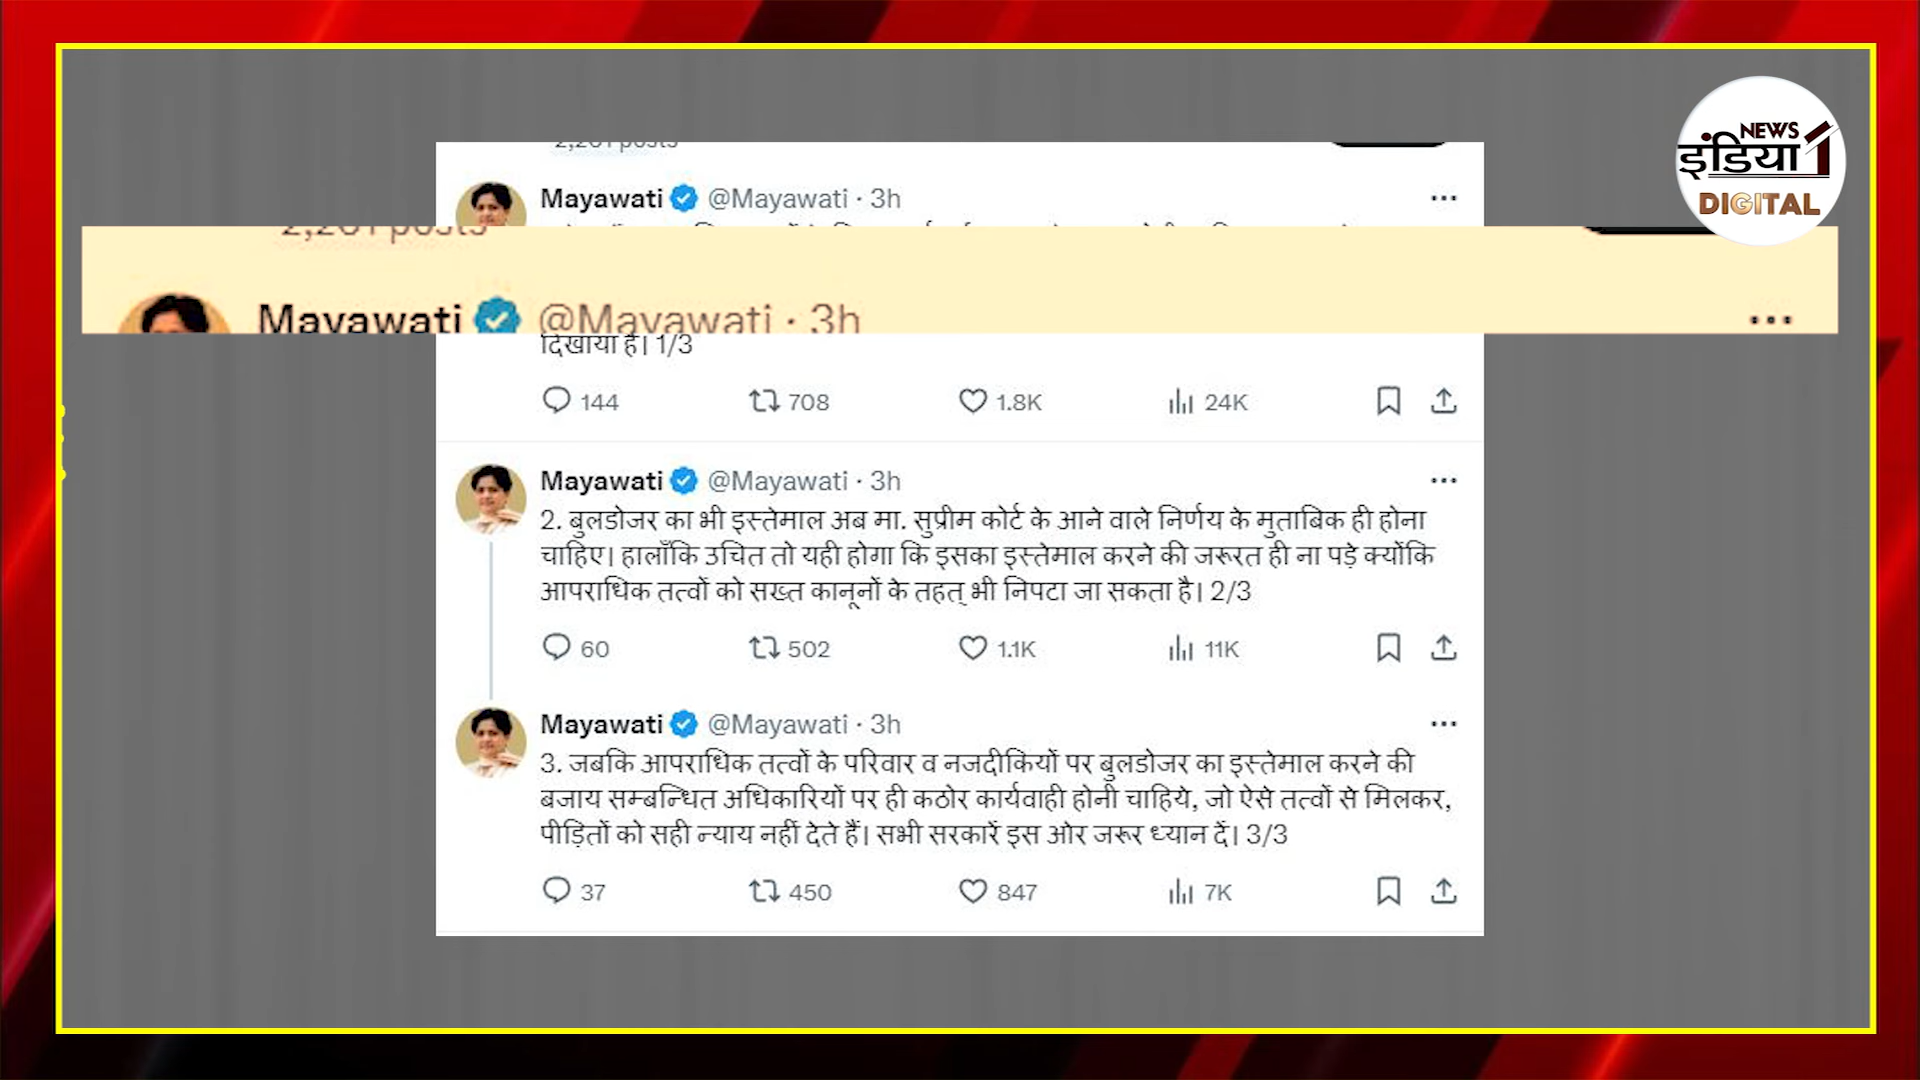 NEWS
इंडिया 1
DIGITAL
2,261 posts
Mayawati @Mayawati · 3h
2,261 posts
Mayawati @Mayawati · 3h
दिखाया है। 1/3
144 708 1.8K 24K
Mayawati @Mayawati · 3h
2. बुलडोजर का भी इस्तेमाल अब मा. सुप्रीम कोर्ट के आने वाले निर्णय के मुताबिक ही होना
चाहिए। हालाँकि उचित तो यही होगा कि इसका इस्तेमाल करने की जरूरत ही ना पड़े क्योंकि
आपराधिक तत्वों को सख्त कानूनों के तहत् भी निपटा जा सकता है। 2/3
60 502 1.1K 11K
Mayawati @Mayawati · 3h
3. जबकि आपराधिक तत्वों के परिवार व नजदीकियों पर बुलडोजर का इस्तेमाल करने की
बजाय सम्बन्धित अधिकारियों पर ही कठोर कार्यवाही होनी चाहिये, जो ऐसे तत्वों से मिलकर,
पीड़ितों को सही न्याय नहीं देते हैं। सभी सरकारें इस ओर जरूर ध्यान दें। 3/3
37 450 847 7K